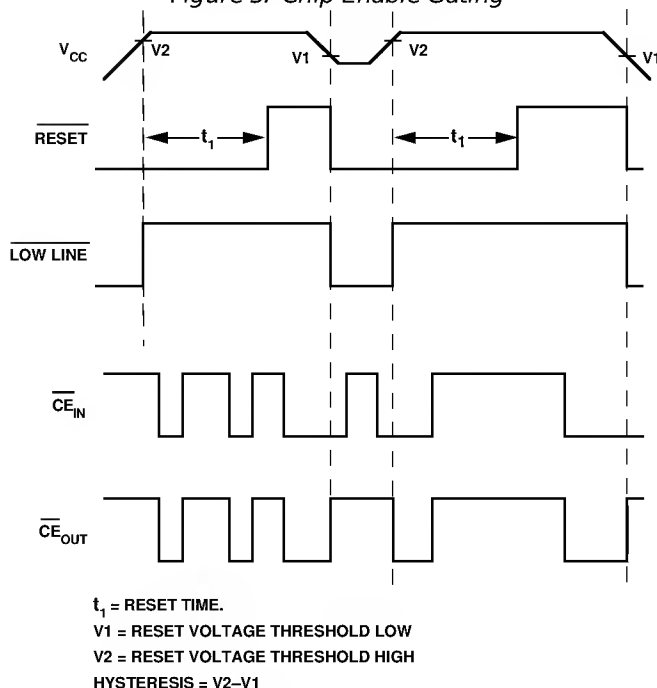 Figure 3. Chip Enable Gating
VCC
V2
V1
V2
V1
RESET
t1
t1
LOW LINE
CEIN
CEOUT
t1 = RESET TIME.
V1 = RESET VOLTAGE THRESHOLD LOW
V2 = RESET VOLTAGE THRESHOLD HIGH
HYSTERESIS = V2–V1